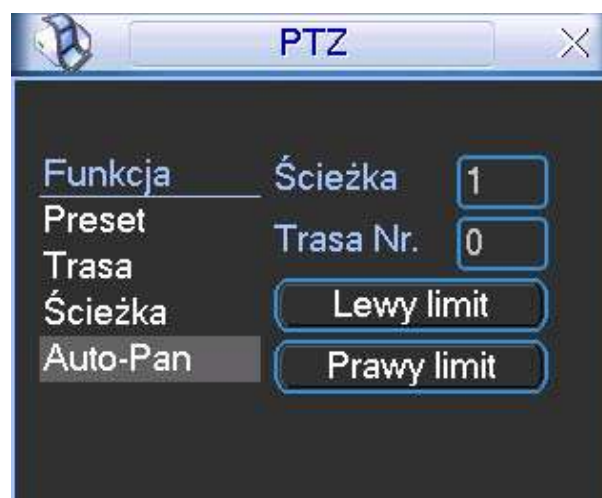 PTZ
Funkcja
Preset
Trasa
Ścieżka
Auto-Pan
Ścieżka 1
Trasa Nr. 0
Lewy limit
Prawy limit